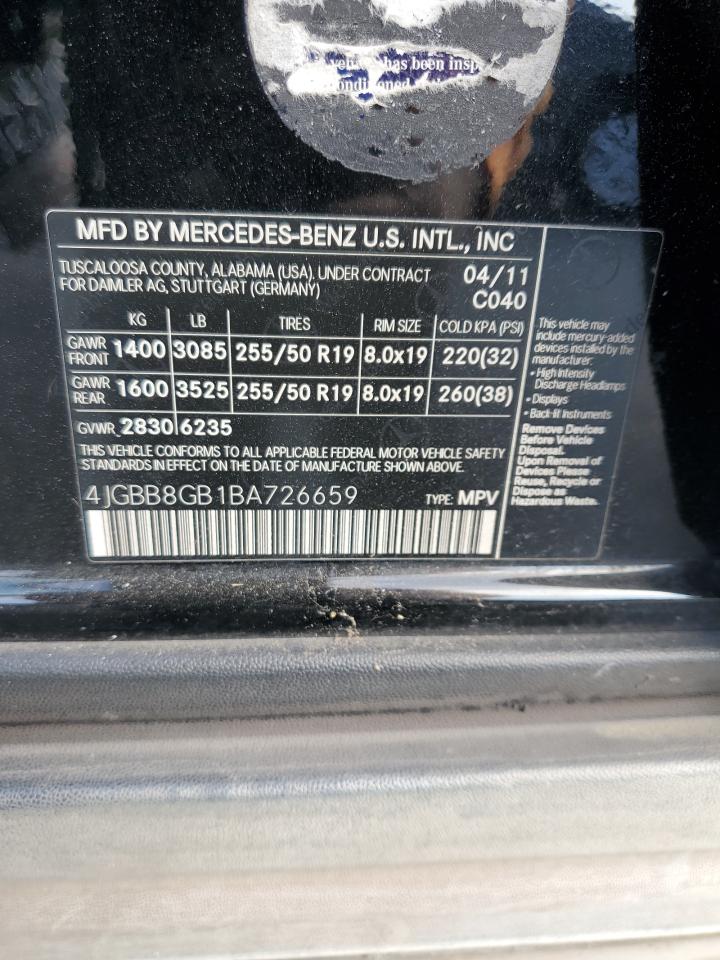 has been insp
MFD BY MERCEDES-BENZ U.S. INTL., INC
TUSCALOOSA COUNTY, ALABAMA (USA). UNDER CONTRACT
FOR DAIMLER AG, STUTTGART (GERMANY)
04/11
C040
KG LB TIRES RIM SIZE COLD KPA (PSI)
GAWR FRONT 1400 3085 255/50 R19 8.0x19 220(32)
GAWR REAR 1600 3525 255/50 R19 8.0x19 260(38)
GVWR 2830 6235
THIS VEHICLE CONFORMS TO ALL APPLICABLE FEDERAL MOTOR VEHICLE SAFETY
STANDARDS IN EFFECT ON THE DATE OF MANUFACTURE SHOWN ABOVE.
4JGBB8GB1BA726659 TYPE: MPV
This vehicle may
include mercury-added
devices installed by the
manufacturer:
• High Intensity
Discharge Headlamps
• Displays
• Back-lit Instruments
Remove Devices
Before Vehicle
Disposal.
Upon Removal of
Devices Please
Reuse, Recycle or
Dispose as
Hazardous Waste.